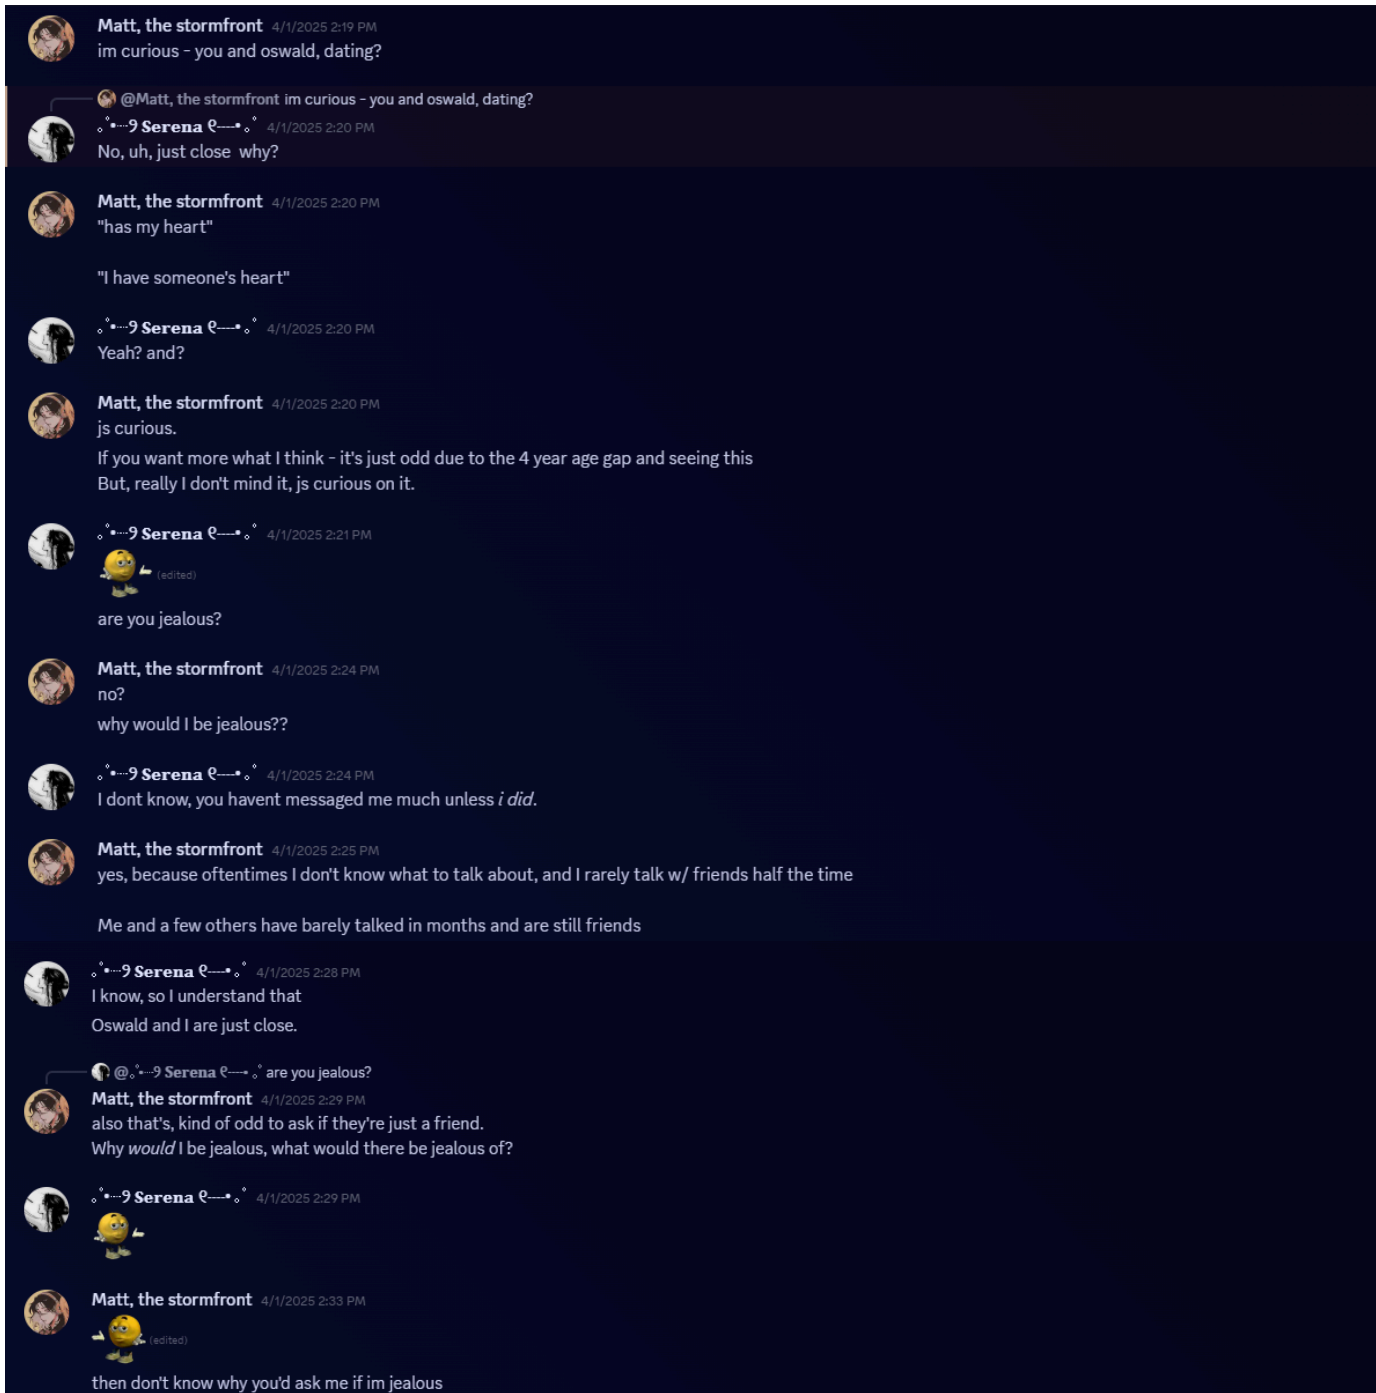 Matt, the stormfront 4/1/2025 2:19 PM
im curious - you and oswald, dating?
@Matt, the stormfront im curious - you and oswald, dating?
｡˚•┈୨ 𝐒𝐞𝐫𝐞𝐧𝐚 ୧┈•｡˚ 4/1/2025 2:20 PM
No, uh, just close why?
Matt, the stormfront 4/1/2025 2:20 PM
"has my heart"
"I have someone's heart"
｡˚•┈୨ 𝐒𝐞𝐫𝐞𝐧𝐚 ୧┈•｡˚ 4/1/2025 2:20 PM
Yeah? and?
Matt, the stormfront 4/1/2025 2:20 PM
js curious.
If you want more what I think - it's just odd due to the 4 year age gap and seeing this
But, really I don't mind it, js curious on it.
｡˚•┈୨ 𝐒𝐞𝐫𝐞𝐧𝐚 ୧┈•｡˚ 4/1/2025 2:21 PM
(edited)
are you jealous?
Matt, the stormfront 4/1/2025 2:24 PM
no?
why would I be jealous??
｡˚•┈୨ 𝐒𝐞𝐫𝐞𝐧𝐚 ୧┈•｡˚ 4/1/2025 2:24 PM
I dont know, you havent messaged me much unless i did.
Matt, the stormfront 4/1/2025 2:25 PM
yes, because oftentimes I don't know what to talk about, and I rarely talk w/ friends half the time
Me and a few others have barely talked in months and are still friends
｡˚•┈୨ 𝐒𝐞𝐫𝐞𝐧𝐚 ୧┈•｡˚ 4/1/2025 2:28 PM
I know, so I understand that
Oswald and I are just close.
@｡˚•┈୨ 𝐒𝐞𝐫𝐞𝐧𝐚 ୧┈•｡˚ are you jealous?
Matt, the stormfront 4/1/2025 2:29 PM
also that's, kind of odd to ask if they're just a friend.
Why would I be jealous, what would there be jealous of?
｡˚•┈୨ 𝐒𝐞𝐫𝐞𝐧𝐚 ୧┈•｡˚ 4/1/2025 2:29 PM
Matt, the stormfront 4/1/2025 2:33 PM
(edited)
then don't know why you'd ask me if im jealous